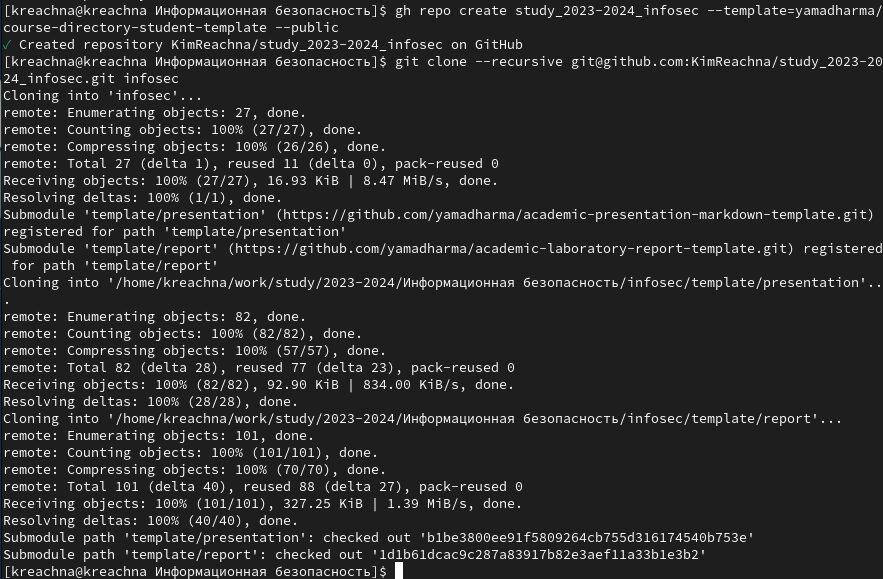 [kreachna@kreachna Информационная безопасность]$ gh repo create study_2023-2024_infosec --template=yamadharma/
course-directory-student-template --public
✓ Created repository KimReachna/study_2023-2024_infosec on GitHub
[kreachna@kreachna Информационная безопасность]$ git clone --recursive git@github.com:KimReachna/study_2023-20
24_infosec.git infosec
Cloning into 'infosec'...
remote: Enumerating objects: 27, done.
remote: Counting objects: 100% (27/27), done.
remote: Compressing objects: 100% (26/26), done.
remote: Total 27 (delta 1), reused 11 (delta 0), pack-reused 0
Receiving objects: 100% (27/27), 16.93 KiB | 8.47 MiB/s, done.
Resolving deltas: 100% (1/1), done.
Submodule 'template/presentation' (https://github.com/yamadharma/academic-presentation-markdown-template.git)
registered for path 'template/presentation'
Submodule 'template/report' (https://github.com/yamadharma/academic-laboratory-report-template.git) registered
 for path 'template/report'
Cloning into '/home/kreachna/work/study/2023-2024/Информационная безопасность/infosec/template/presentation'..
.
remote: Enumerating objects: 82, done.
remote: Counting objects: 100% (82/82), done.
remote: Compressing objects: 100% (57/57), done.
remote: Total 82 (delta 28), reused 77 (delta 23), pack-reused 0
Receiving objects: 100% (82/82), 92.90 KiB | 834.00 KiB/s, done.
Resolving deltas: 100% (28/28), done.
Cloning into '/home/kreachna/work/study/2023-2024/Информационная безопасность/infosec/template/report'...
remote: Enumerating objects: 101, done.
remote: Counting objects: 100% (101/101), done.
remote: Compressing objects: 100% (70/70), done.
remote: Total 101 (delta 40), reused 88 (delta 27), pack-reused 0
Receiving objects: 100% (101/101), 327.25 KiB | 1.39 MiB/s, done.
Resolving deltas: 100% (40/40), done.
Submodule path 'template/presentation': checked out 'b1be3800ee91f5809264cb755d316174540b753e'
Submodule path 'template/report': checked out '1d1b61dcac9c287a83917b82e3aef11a33b1e3b2'
[kreachna@kreachna Информационная безопасность]$